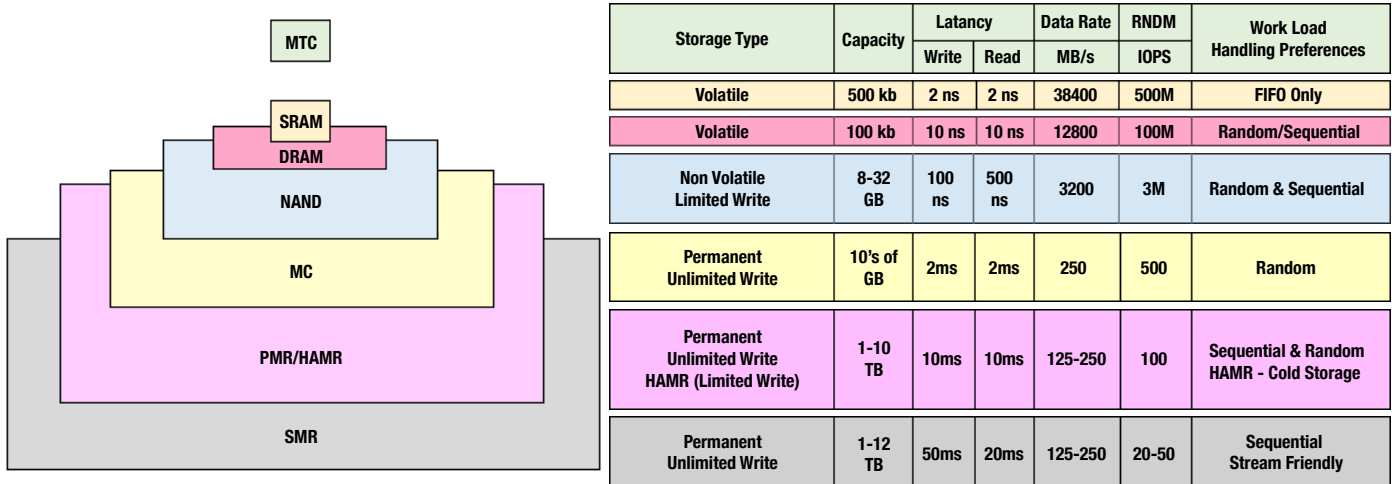 MTC
SRAM
DRAM
NAND
MC
PMR/HAMR
SMR
Storage Type
Capacity
Latancy
Data Rate
RNDM
Work Load
Handling Preferences
Write
Read
MB/s
IOPS
Volatile
500 kb
2 ns
2 ns
38400
500M
FIFO Only
Volatile
100 kb
10 ns
10 ns
12800
100M
Random/Sequential
Non Volatile
Limited Write
8-32
GB
100
ns
500
ns
3200
3M
Random & Sequential
Permanent
Unlimited Write
10's of
GB
2ms
2ms
250
500
Random
Permanent
Unlimited Write
HAMR (Limited Write)
1-10
TB
10ms
10ms
125-250
100
Sequential & Random
HAMR - Cold Storage
Permanent
Unlimited Write
1-12
TB
50ms
20ms
125-250
20-50
Sequential
Stream Friendly